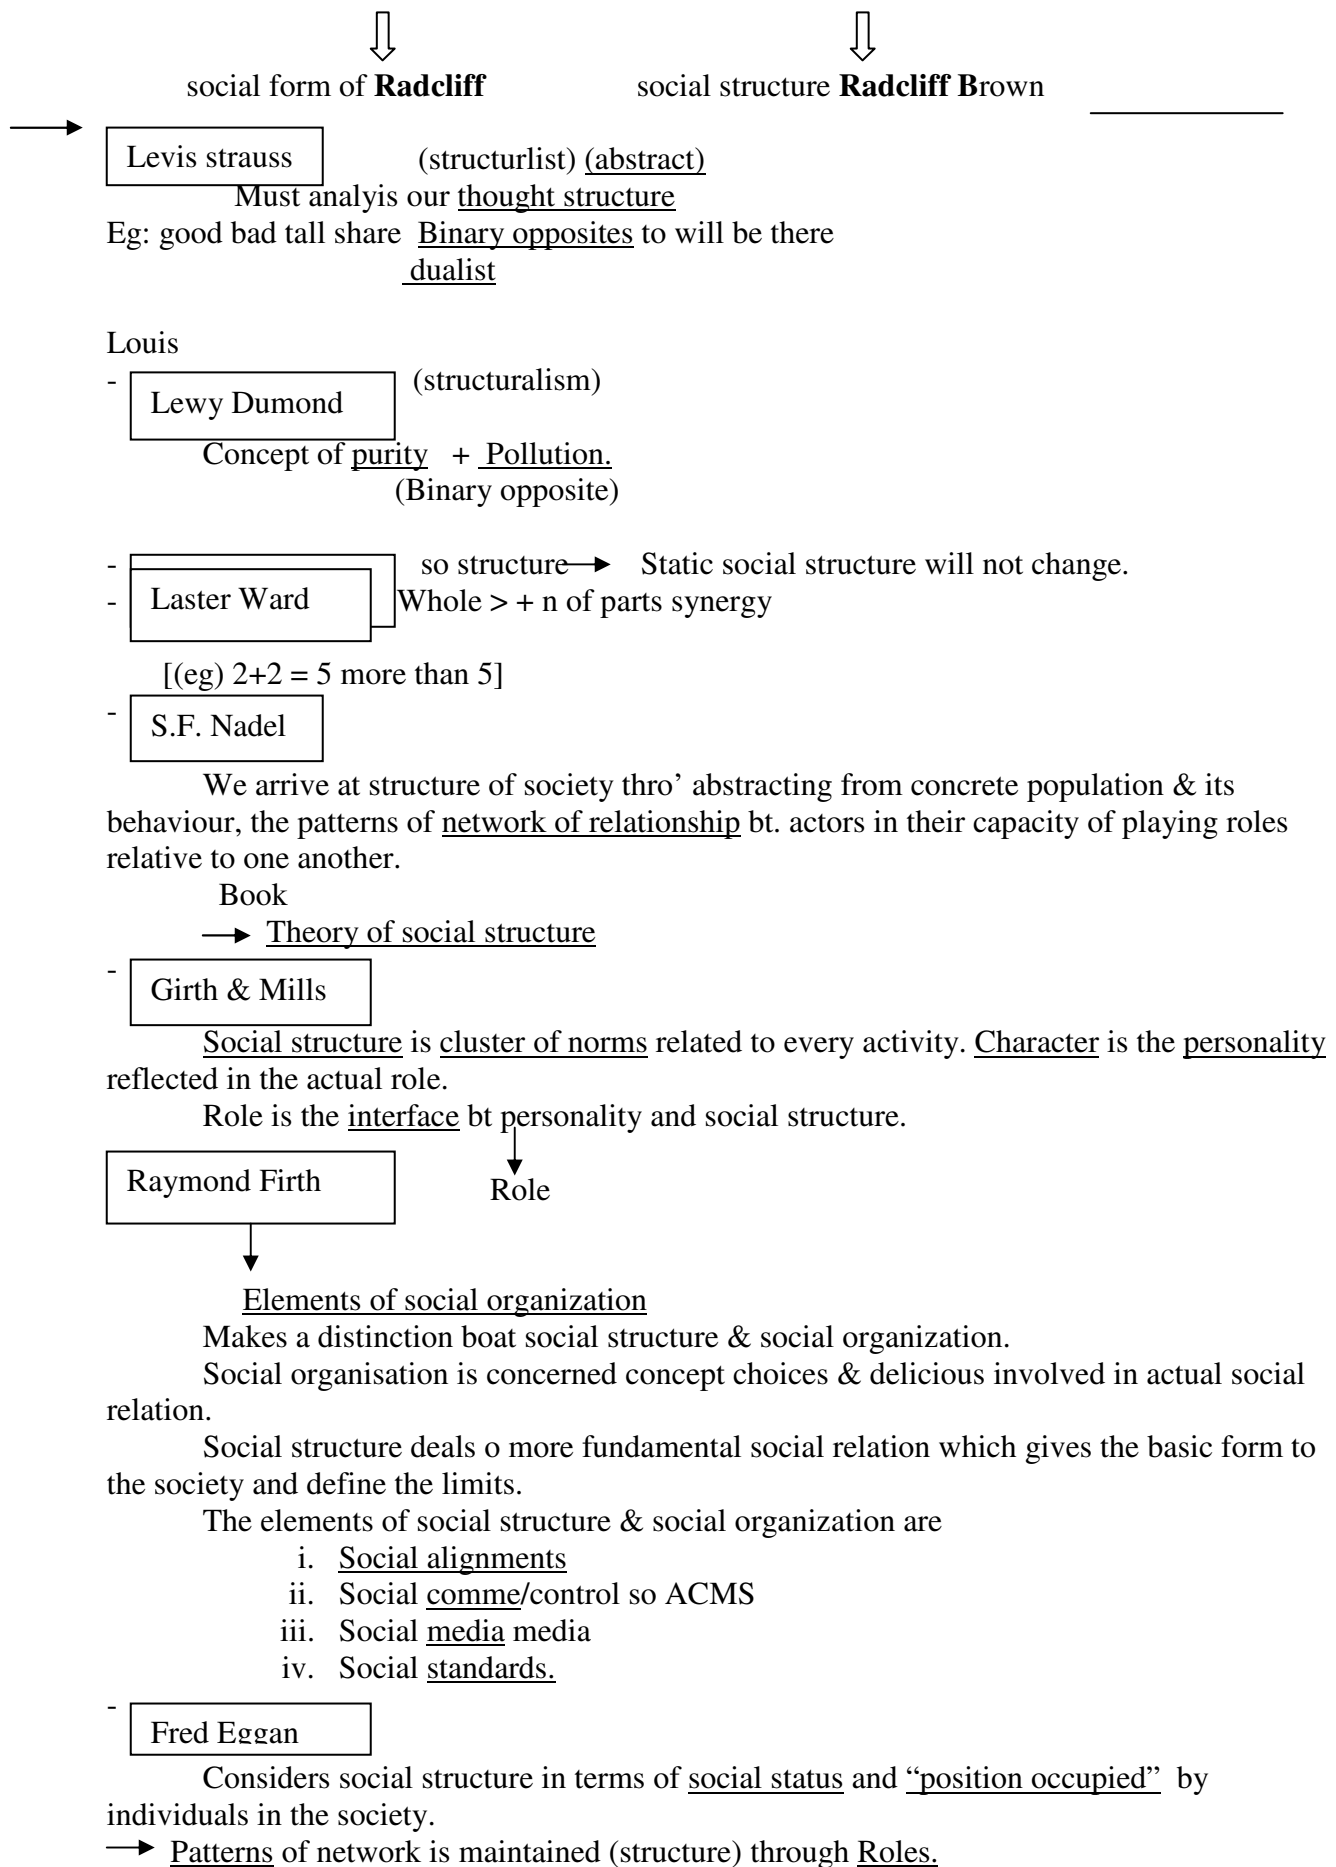 social form of Radcliff social structure Radcliff Brown
Levis strauss (structurlist) (abstract)
Must analyis our thought structure
Eg: good bad tall share Binary opposites to will be there
dualist
Louis
- Lewy Dumond (structuralism)
Concept of purity + Pollution.
(Binary opposite)
- so structure → Static social structure will not change.
- Laster Ward Whole > + n of parts synergy
[(eg) 2+2 = 5 more than 5]
- S.F. Nadel
We arrive at structure of society thro’ abstracting from concrete population & its
behaviour, the patterns of network of relationship bt. actors in their capacity of playing roles
relative to one another.
Book
→ Theory of social structure
- Girth & Mills
Social structure is cluster of norms related to every activity. Character is the personality
reflected in the actual role.
Role is the interface bt personality and social structure.
Raymond Firth Role
Elements of social organization
Makes a distinction boat social structure & social organization.
Social organisation is concerned concept choices & delicious involved in actual social
relation.
Social structure deals o more fundamental social relation which gives the basic form to
the society and define the limits.
The elements of social structure & social organization are
i. Social alignments
ii. Social comme/control so ACMS
iii. Social media media
iv. Social standards.
- Fred Eggan
Considers social structure in terms of social status and “position occupied” by
individuals in the society.
→ Patterns of network is maintained (structure) through Roles.